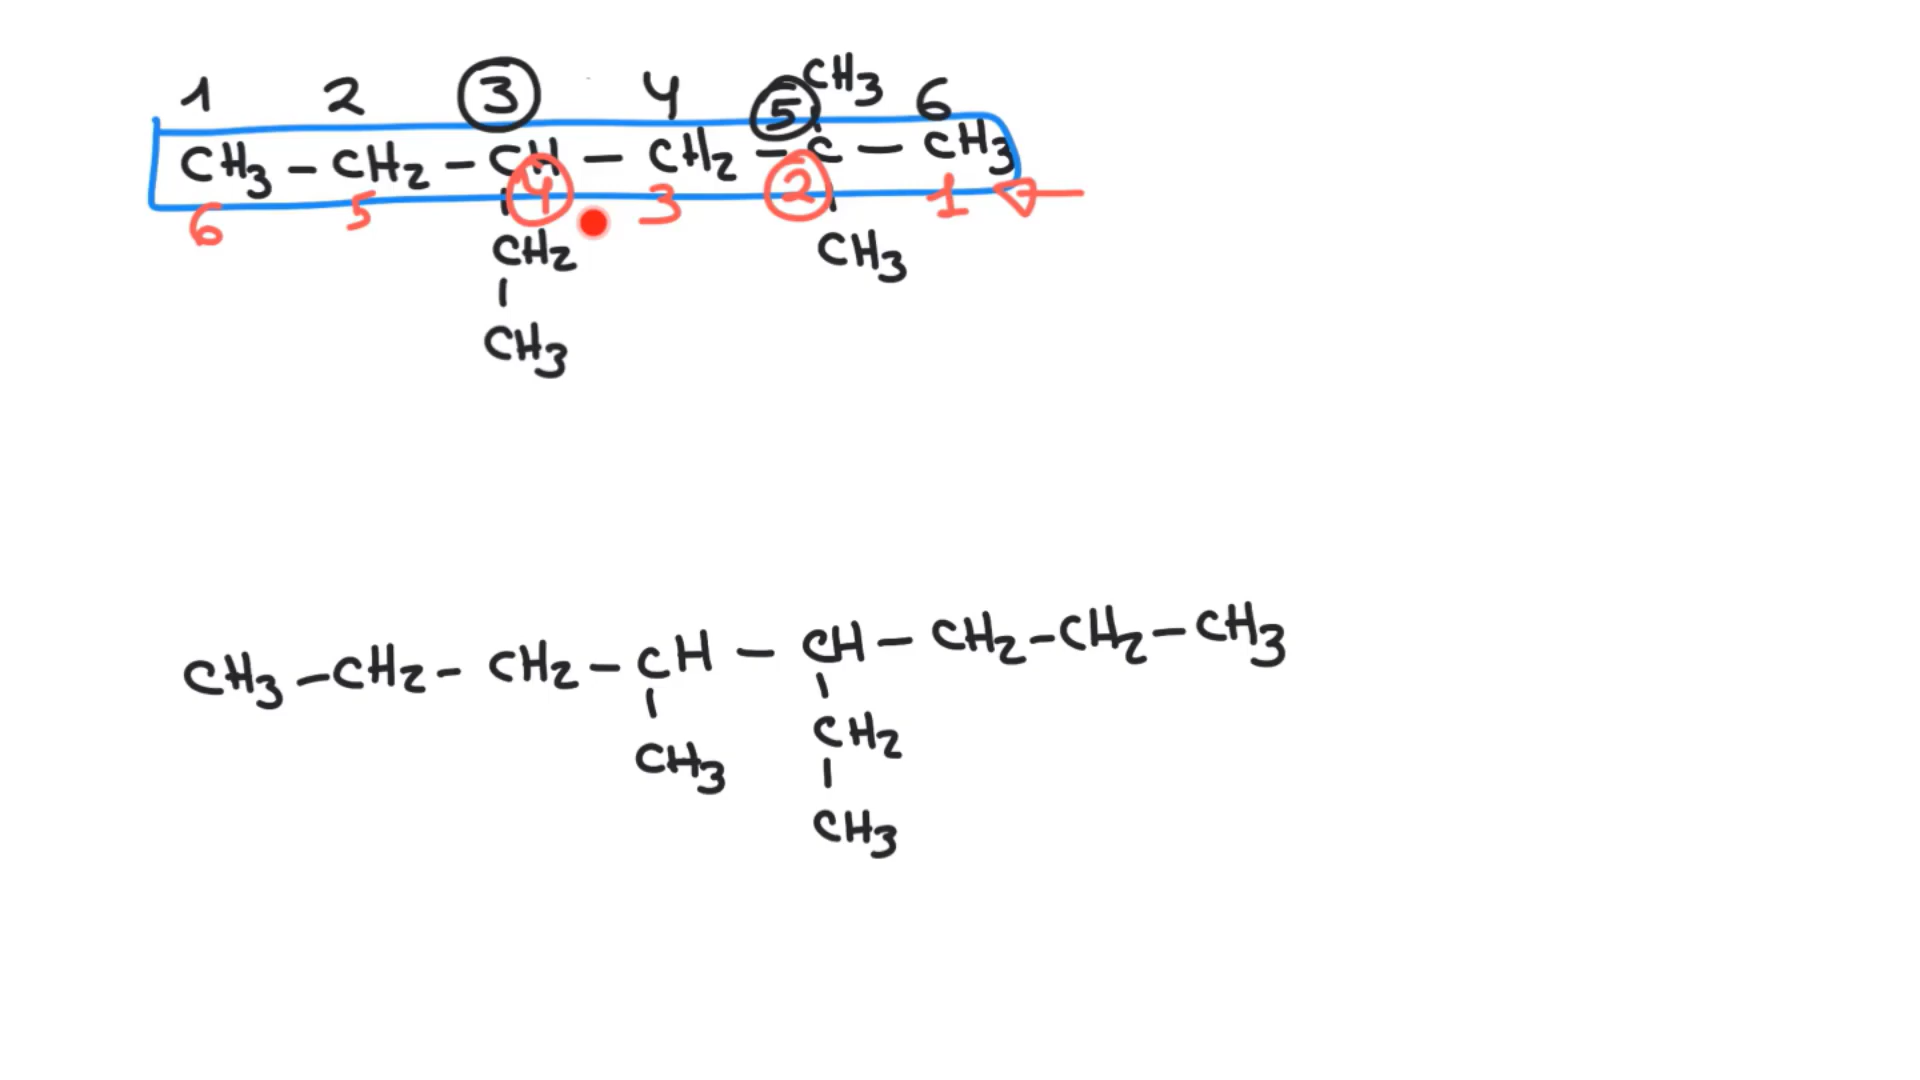 CH3
1 2 3 4 5 6
CH3 – CH2 – CH – CH2 – C – CH3
6 5 4 3 2 1
CH2 CH3
CH3
CH3 – CH2 – CH2 – CH – CH – CH2 – CH2 – CH3
CH3 CH2
CH3